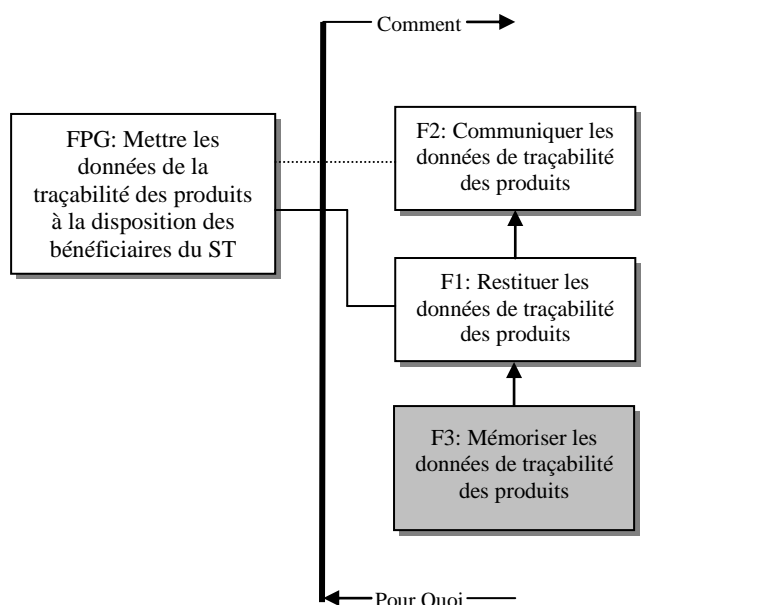 Comment
FPG: Mettre les
données de la
traçabilité des produits
à la disposition des
bénéficiaires du ST
F2: Communiquer les
données de traçabilité
des produits
F1: Restituer les
données de traçabilité
des produits
F3: Mémoriser les
données de traçabilité
des produits
Pour Quoi